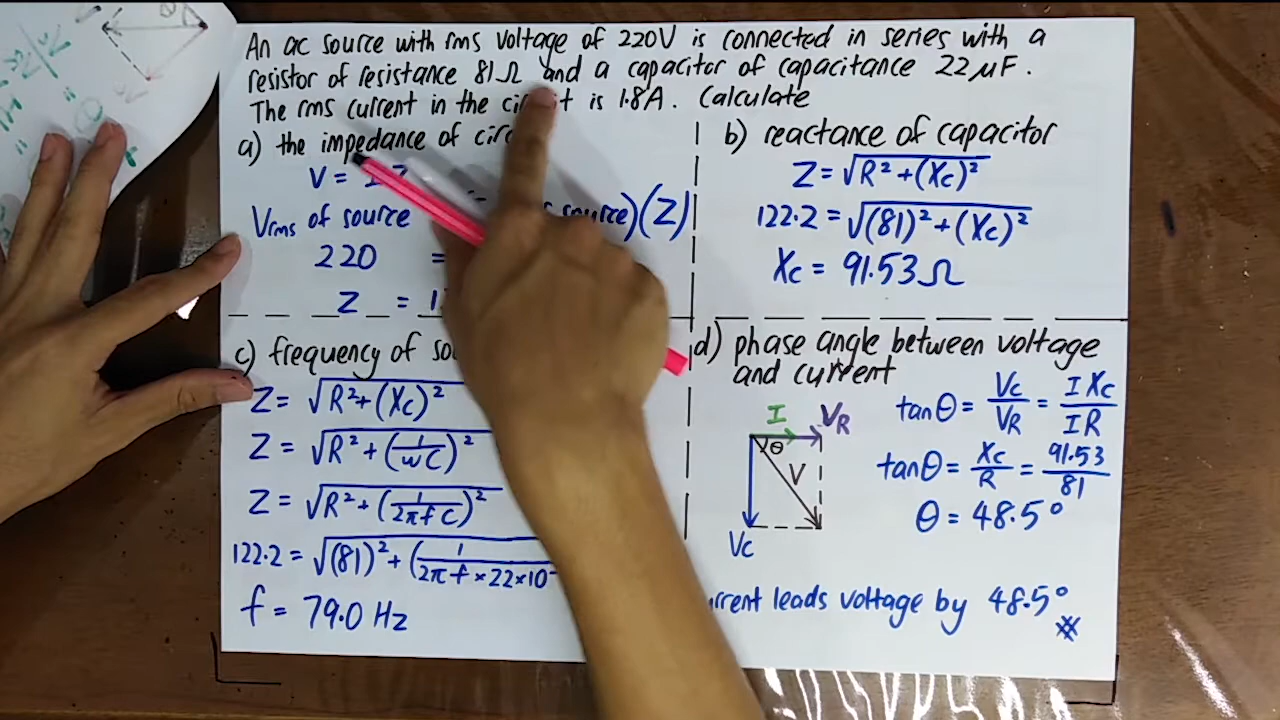 An ac source with rms voltage of 220V is connected in series with a
resistor of resistance 81Ω and a capacitor of capacitance 22μF.
The rms current in the circuit is 1.8A. Calculate
a) the impedance of
V = IZ
Vrms of source source)(Z)
220 =
Z =
b) reactance of capacitor
Z = √R² + (Xc)²
122.2 = √(81)² + (Xc)²
Xc = 91.53 Ω
c) frequency of
Z = √R² + (Xc)²
Z = √R² + (1/ωC)²
Z = √R² + (1/2πfC)²
122.2 = √(81)² + (1/2πf × 22×10
f = 79.0 Hz
d) phase angle between voltage
and current
I VR
θ
V
Vc
tanθ = Vc/VR = IXc/IR
tanθ = Xc/R = 91.53/81
θ = 48.5°
leads voltage by 48.5°